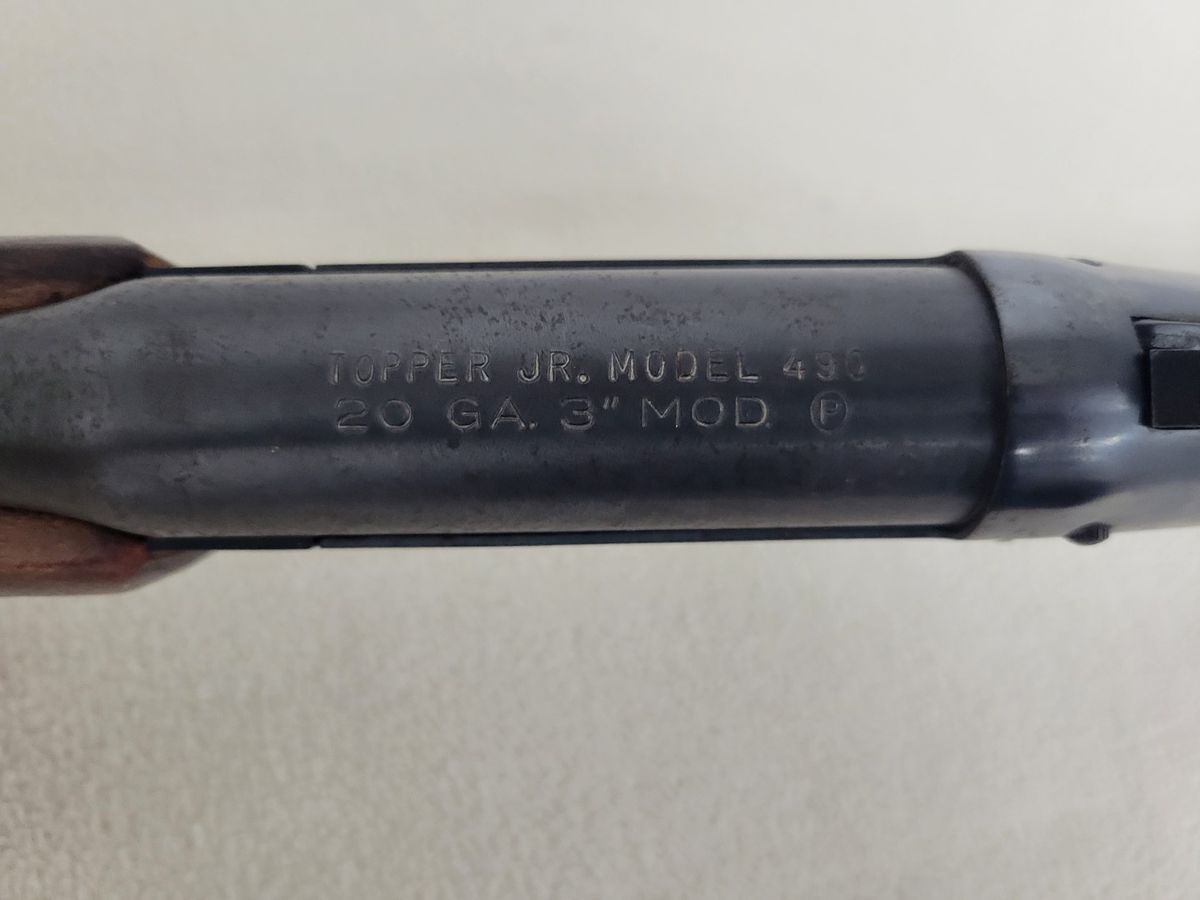 TOPPER JR. MODEL 490
20 GA. 3" MOD. Ⓟ